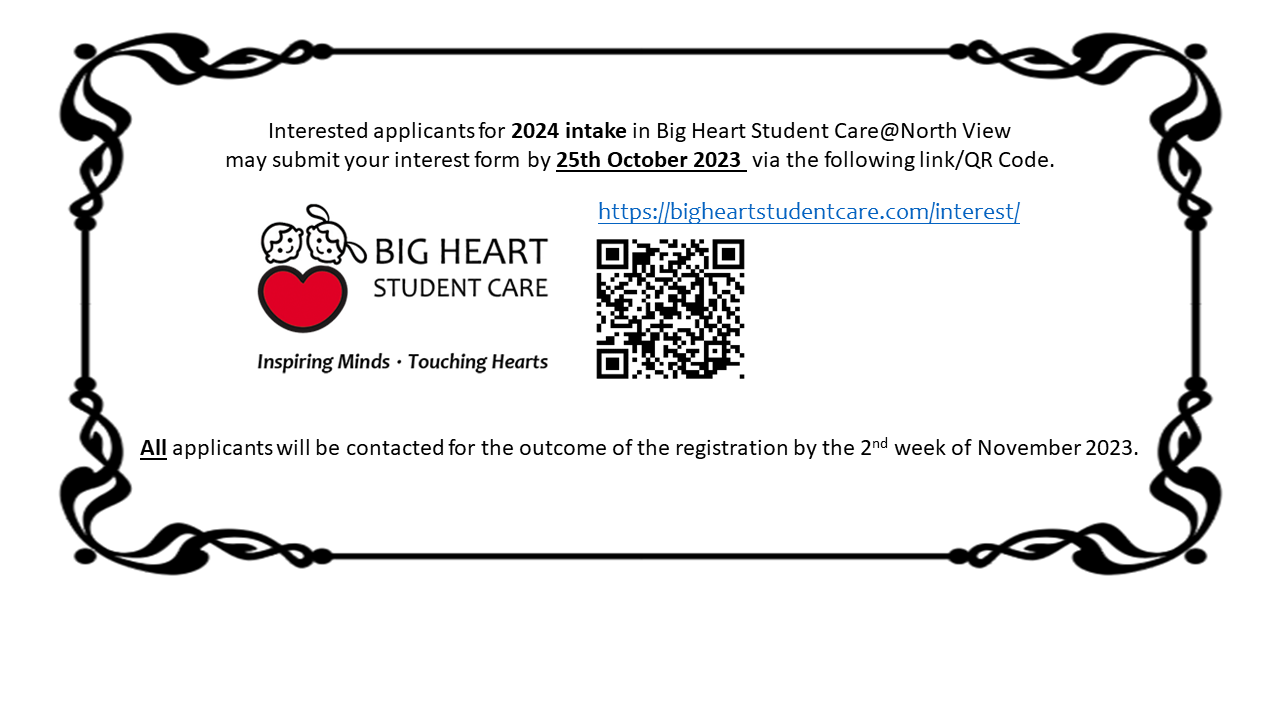 Interested applicants for 2024 intake in Big Heart Student Care@North View
may submit your interest form by 25th October 2023 via the following link/QR Code.
https://bigheartstudentcare.com/interest/
BIG HEART
STUDENT CARE
Inspiring Minds · Touching Hearts
All applicants will be contacted for the outcome of the registration by the 2nd week of November 2023.